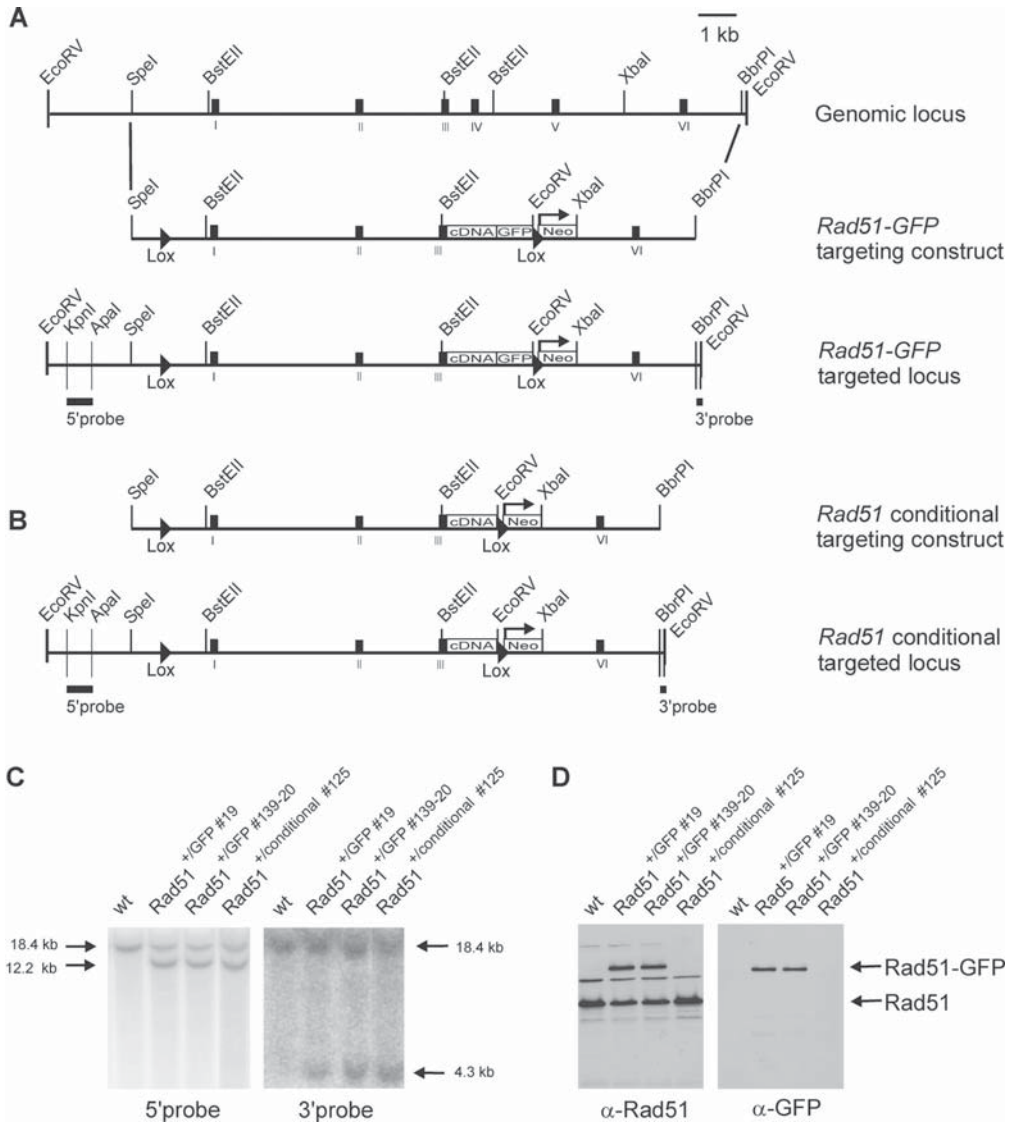 A
1 kb
EcoRV
SpeI
BstEII
BstEII
BstEII
XbaI
BbrPI
EcoRV
I
II
III
IV
V
VI
Genomic locus
SpeI
BstEII
BstEII
EcoRV
XbaI
BbrPI
cDNA
GFP
Neo
Lox
I
II
III
Lox
VI
Rad51-GFP
targeting construct
EcoRV
KpnI
ApaI
SpeI
BstEII
BstEII
EcoRV
XbaI
BbrPI
EcoRV
cDNA
GFP
Neo
Lox
I
II
III
Lox
VI
5'probe
3'probe
Rad51-GFP
targeted locus
B
SpeI
BstEII
BstEII
EcoRV
XbaI
BbrPI
cDNA
Neo
Lox
I
II
III
Lox
VI
Rad51 conditional
targeting construct
EcoRV
KpnI
ApaI
SpeI
BstEII
BstEII
EcoRV
XbaI
BbrPI
EcoRV
cDNA
Neo
Lox
I
II
III
Lox
VI
5'probe
3'probe
Rad51 conditional
targeted locus
C
wt
Rad51 +/GFP #19
Rad51 +/GFP #139-20
Rad51 +/conditional #125
wt
Rad51 +/GFP #19
Rad51 +/GFP #139-20
Rad51 +/conditional #125
18.4 kb
12.2 kb
18.4 kb
4.3 kb
5'probe
3'probe
D
wt
Rad51 +/GFP #19
Rad51 +/GFP #139-20
Rad51 +/conditional #125
wt
Rad5 +/GFP #19
Rad51 +/GFP #139-20
Rad51 +/conditional #125
Rad51-GFP
Rad51
α-Rad51
α-GFP